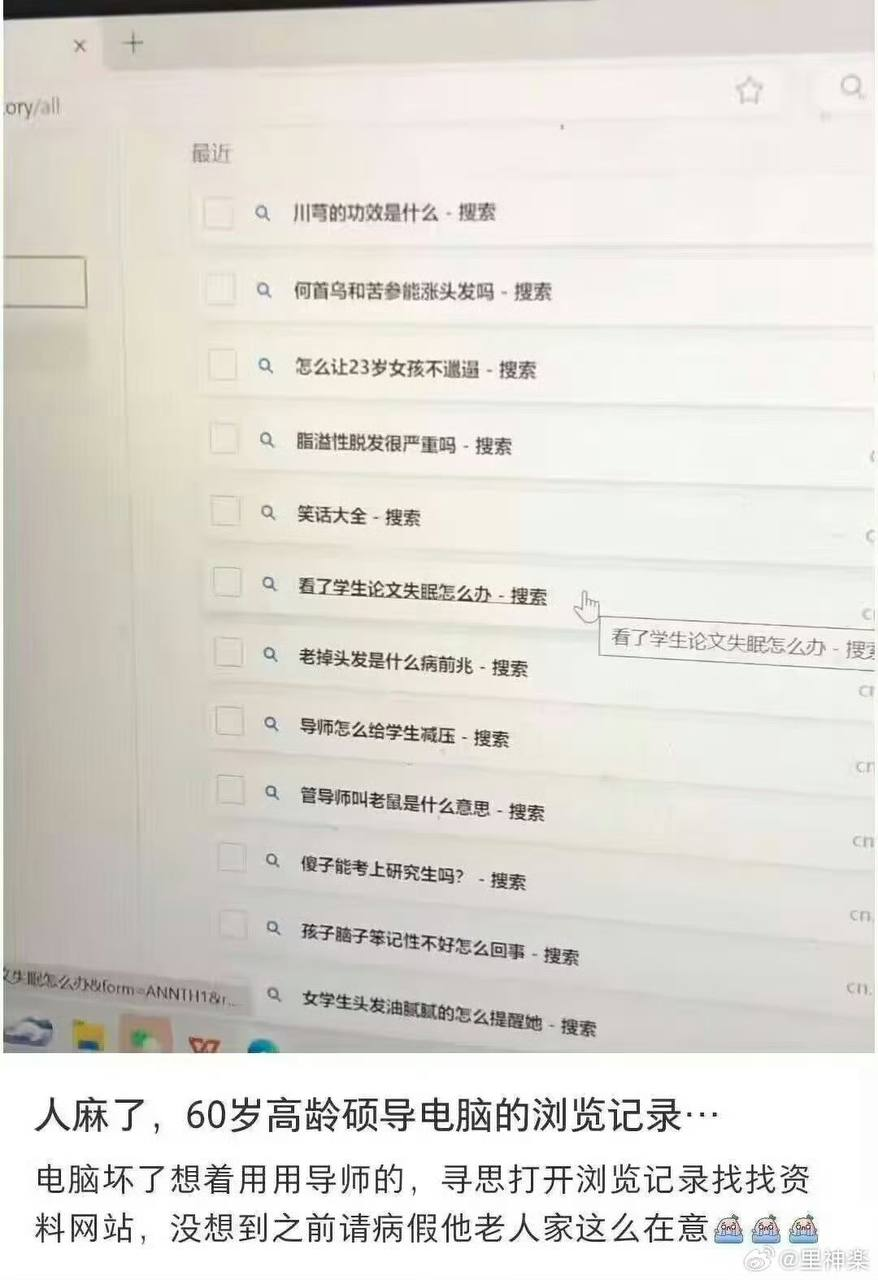 ory/all
最近
川芎的功效是什么 - 搜索
何首乌和苦参能涨头发吗 - 搜索
怎么让23岁女孩不邋遢 - 搜索
脂溢性脱发很严重吗 - 搜索
笑话大全 - 搜索
看了学生论文失眠怎么办 - 搜索
看了学生论文失眠怎么办 - 搜索
老掉头发是什么病前兆 - 搜索
导师怎么给学生减压 - 搜索
管导师叫老鼠是什么意思 - 搜索
傻子能考上研究生吗? - 搜索
孩子脑子笨记性不好怎么回事 - 搜索
文失眠怎么办&form=ANNTH1&r...
女学生头发油腻腻的怎么提醒她 - 搜索
人麻了，60岁高龄硕导电脑的浏览记录…
电脑坏了想着用用导师的，寻思打开浏览记录找找资
料网站，没想到之前请病假他老人家这么在意
@里神楽